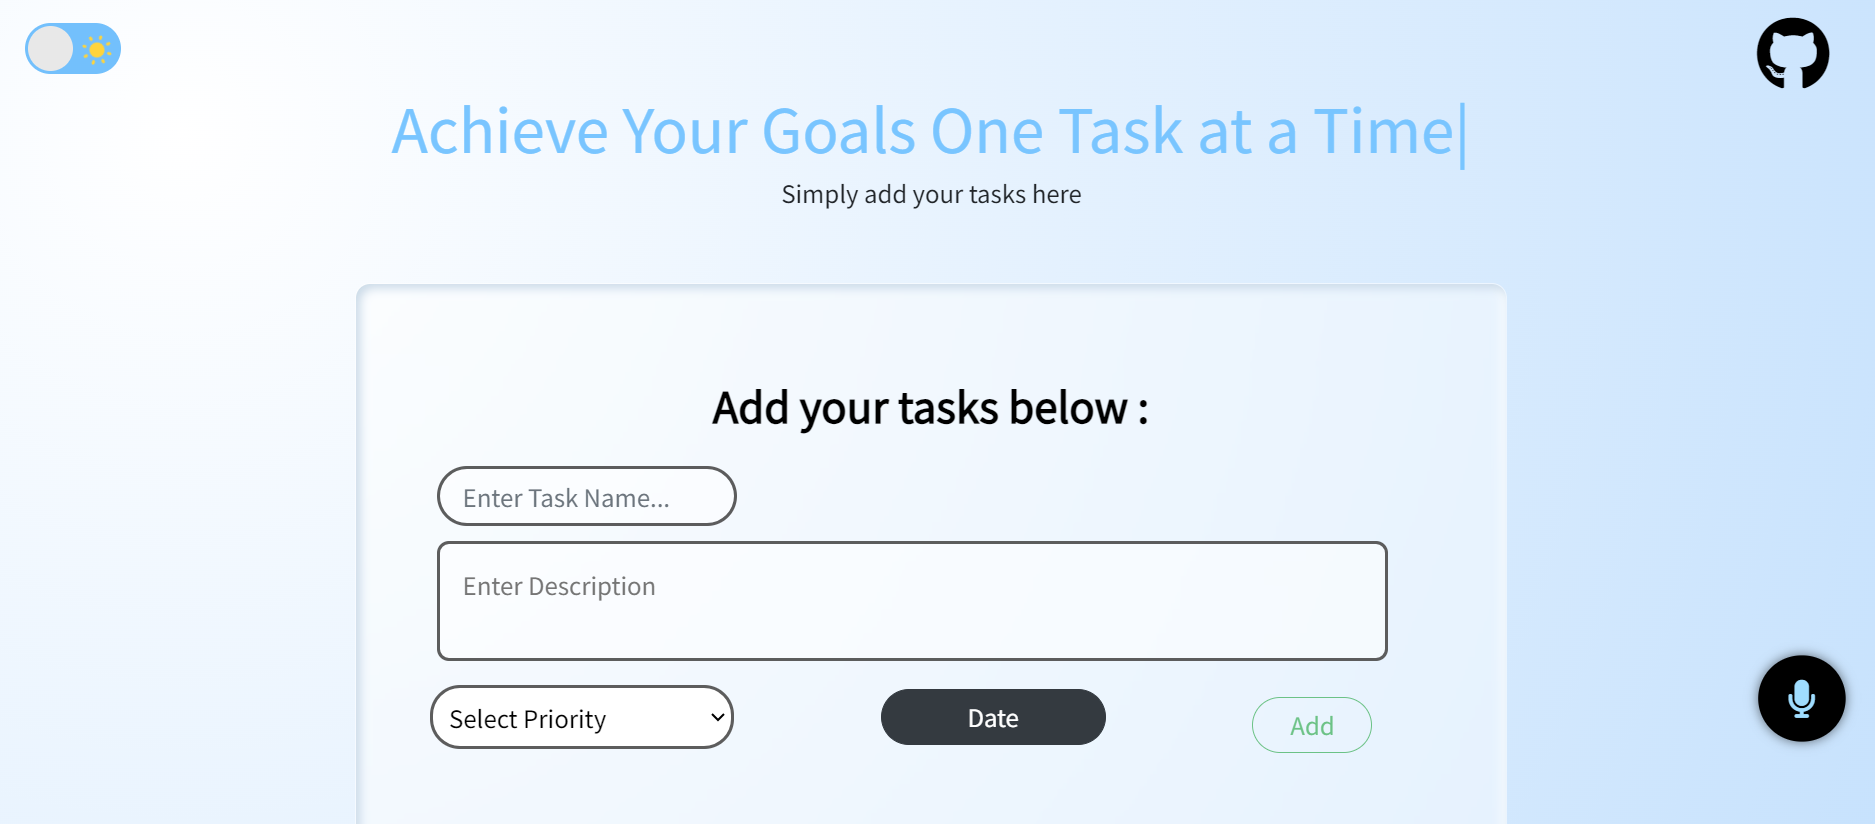 Achieve Your Goals One Task at a Time|
Simply add your tasks here
Add your tasks below :
Enter Task Name...
Enter Description
Select Priority
Date
Add